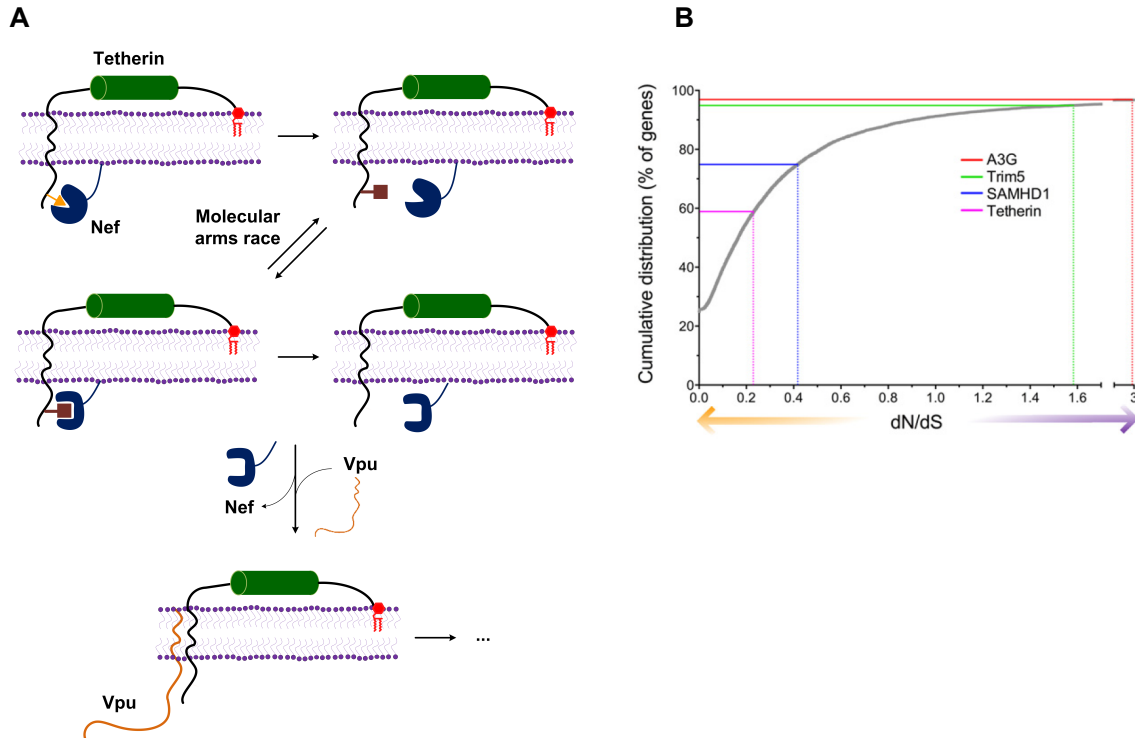 A
Tetherin
Nef
Molecular
arms race
Nef
Vpu
...
Vpu
B
Cumulative distribution (% of genes)
100
80
60
40
20
0
0.0 0.2 0.4 0.6 0.8 1.0 1.2 1.4 1.6 3
dN/dS
A3G
Trim5
SAMHD1
Tetherin